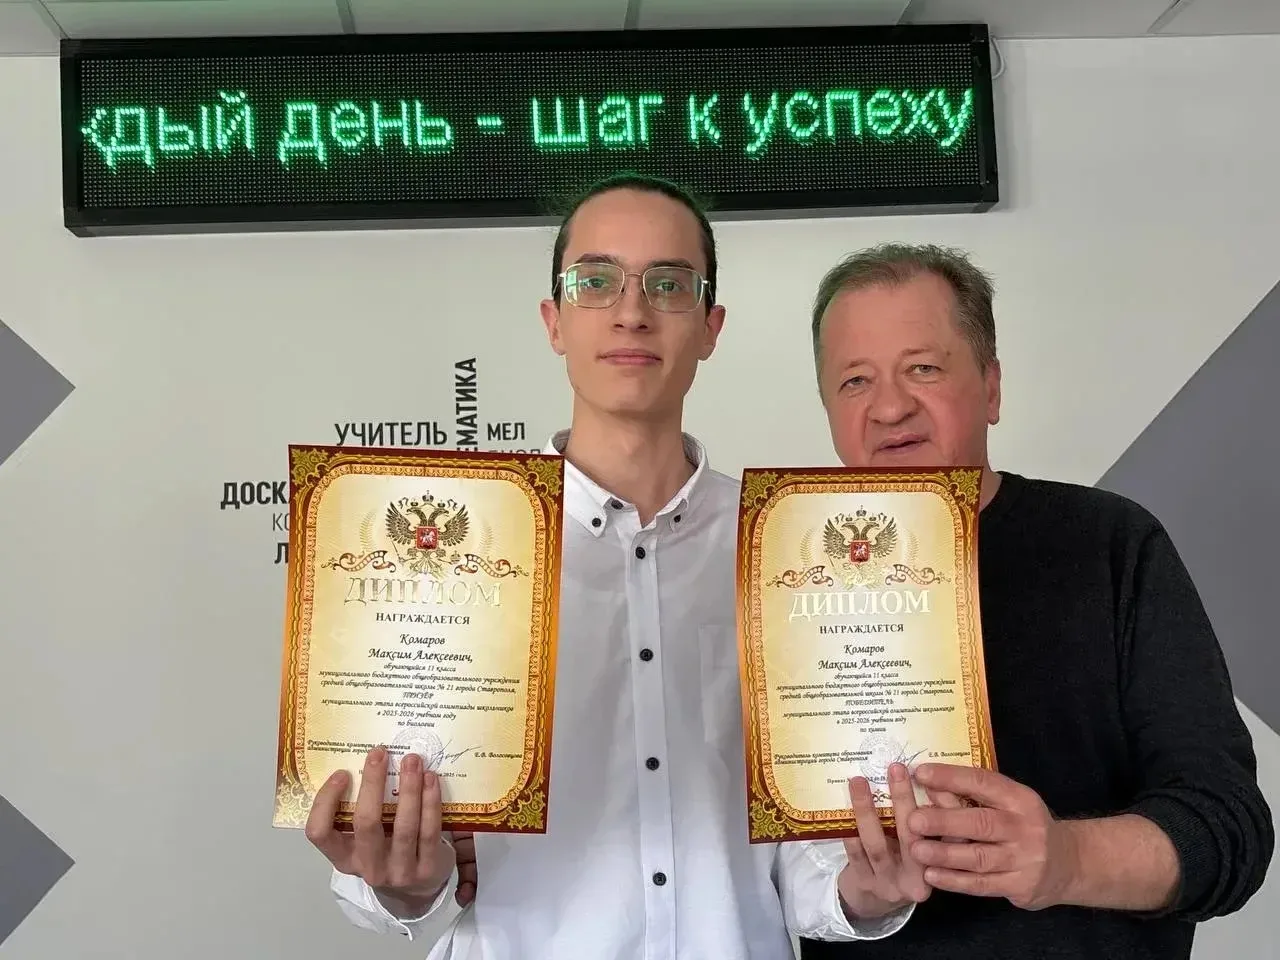 ждый день - шаг к успеху
УЧИТЕЛЬ
МЕЛ
ДОСК
ДИПЛОМ
НАГРАЖДАЕТСЯ
Комаров
Максим Алексеевич,
обучающийся 11 класса
муниципального бюджетного общеобразовательного учреждения
средней общеобразовательной школы № 21 города Ставрополя,
ПРИЗЁР
муниципального этапа всероссийской олимпиады школьников
в 2025-2026 учебном году
по биологии
Руководитель комитета образования
администрации города
Е.В. Волосовцова
2025 года
ДИПЛОМ
НАГРАЖДАЕТСЯ
Комаров
Максим Алексеевич,
обучающийся 11 класса
муниципального бюджетного общеобразовательного учреждения
средней общеобразовательной школы № 21 города Ставрополя,
ПОБЕДИТЕЛЬ
муниципального этапа всероссийской олимпиады школьников
в 2025-2026 учебном году
по химии
Руководитель комитета образования
администрации города Ставрополя
Е.В. Волосовцова
Приказ